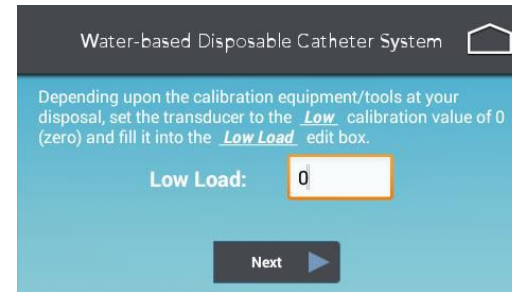 Water-based Disposable Catheter System
Depending upon the calibration equipment/tools at your
disposal, set the transducer to the Low calibration value of 0
(zero) and fill it into the Low Load edit box.
Low Load: 0
Next